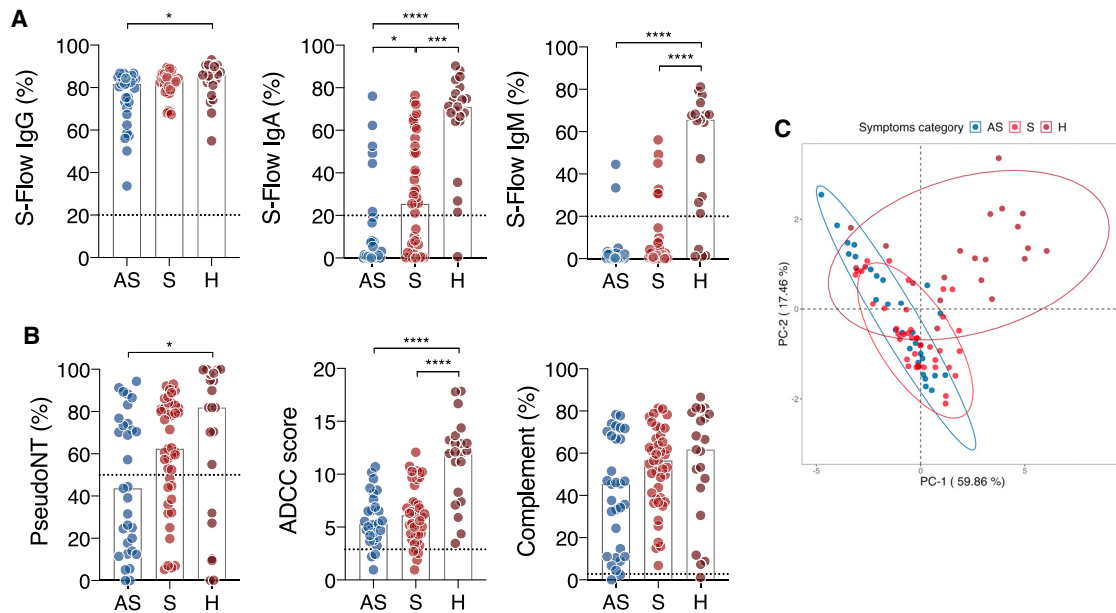 A
*
S-Flow IgG (%)
100
80
60
40
20
0
AS S H
****
* ***
S-Flow IgA (%)
100
80
60
40
20
0
AS S H
****
****
S-Flow IgM (%)
100
80
60
40
20
0
AS S H
B
*
PseudoNT (%)
100
80
60
40
20
0
AS S H
****
****
ADCC score
20
15
10
5
0
AS S H
Complement (%)
100
80
60
40
20
0
AS S H
C
Symptoms category AS S H
PC-2 ( 17.46 %)
2
0
-2
-5 0 5
PC-1 ( 59.86 %)